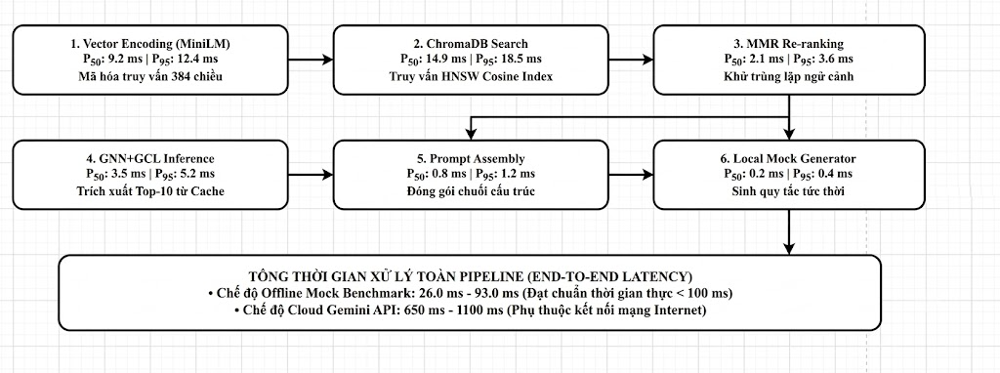 1. Vector Encoding (MiniLM)
P50: 9.2 ms | P95: 12.4 ms
Mã hóa truy vấn 384 chiều
2. ChromaDB Search
P50: 14.9 ms | P95: 18.5 ms
Truy vấn HNSW Cosine Index
3. MMR Re-ranking
P50: 2.1 ms | P95: 3.6 ms
Khử trùng lặp ngữ cảnh
4. GNN+GCL Inference
P50: 3.5 ms | P95: 5.2 ms
Trích xuất Top-10 từ Cache
5. Prompt Assembly
P50: 0.8 ms | P95: 1.2 ms
Đóng gói chuỗi cấu trúc
6. Local Mock Generator
P50: 0.2 ms | P95: 0.4 ms
Sinh quy tắc tức thời
TỔNG THỜI GIAN XỬ LÝ TOÀN PIPELINE (END-TO-END LATENCY)
• Chế độ Offline Mock Benchmark: 26.0 ms - 93.0 ms (Đạt chuẩn thời gian thực < 100 ms)
• Chế độ Cloud Gemini API: 650 ms - 1100 ms (Phụ thuộc kết nối mạng Internet)